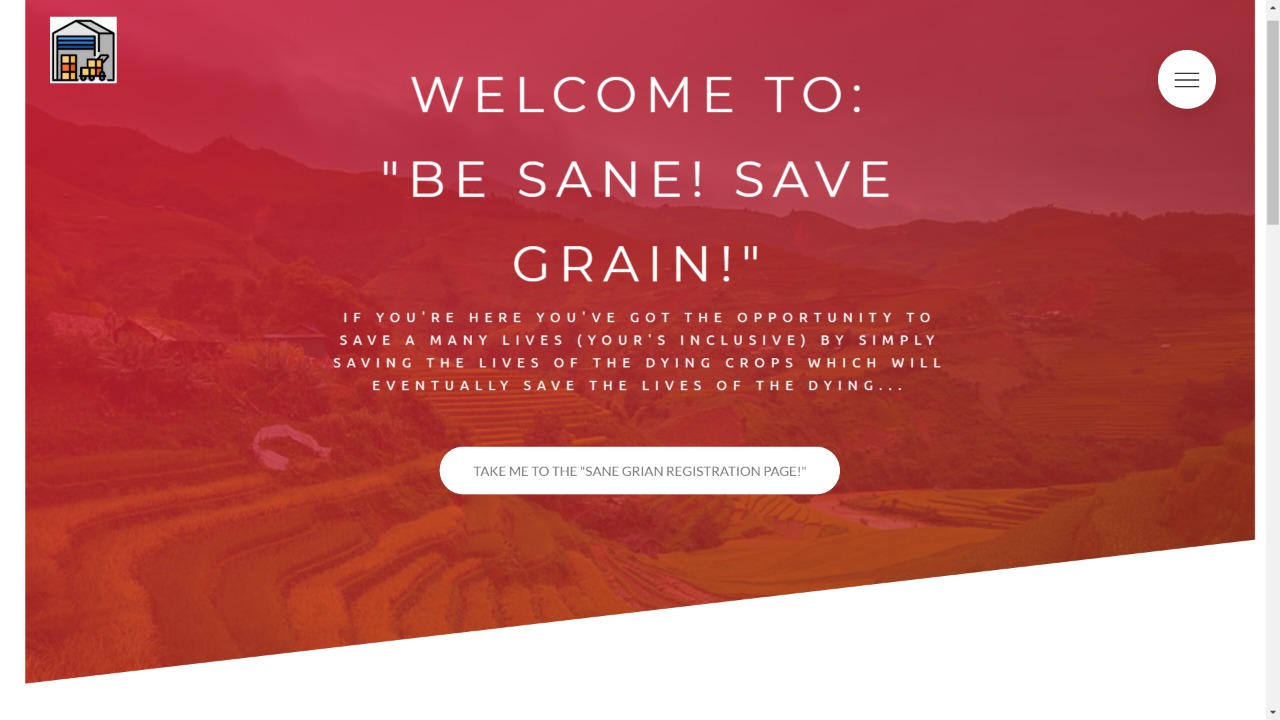 WELCOME TO:
"BE SANE! SAVE
GRAIN!"
IF YOU'RE HERE YOU'VE GOT THE OPPORTUNITY TO
SAVE A MANY LIVES (YOUR'S INCLUSIVE) BY SIMPLY
SAVING THE LIVES OF THE DYING CROPS WHICH WILL
EVENTUALLY SAVE THE LIVES OF THE DYING...
TAKE ME TO THE "SANE GRIAN REGISTRATION PAGE!"